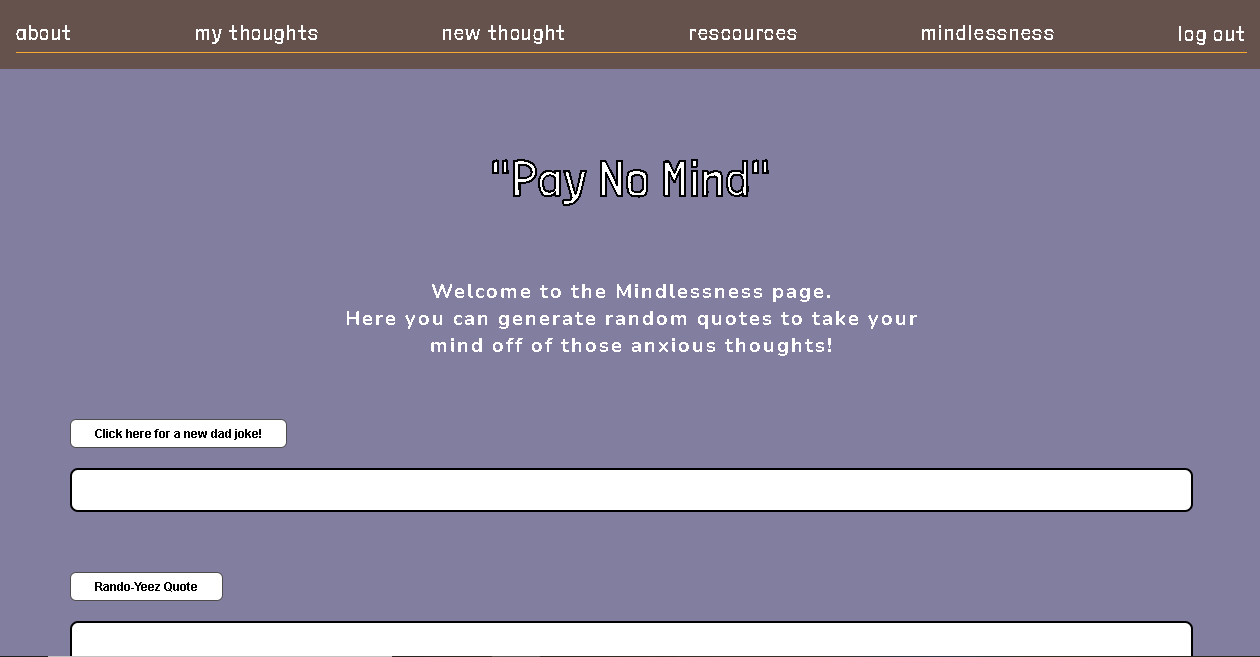 about my thoughts new thought rescources mindlessness log out
"Pay No Mind"
Welcome to the Mindlessness page.
Here you can generate random quotes to take your
mind off of those anxious thoughts!
Click here for a new dad joke!
Rando-Yeez Quote